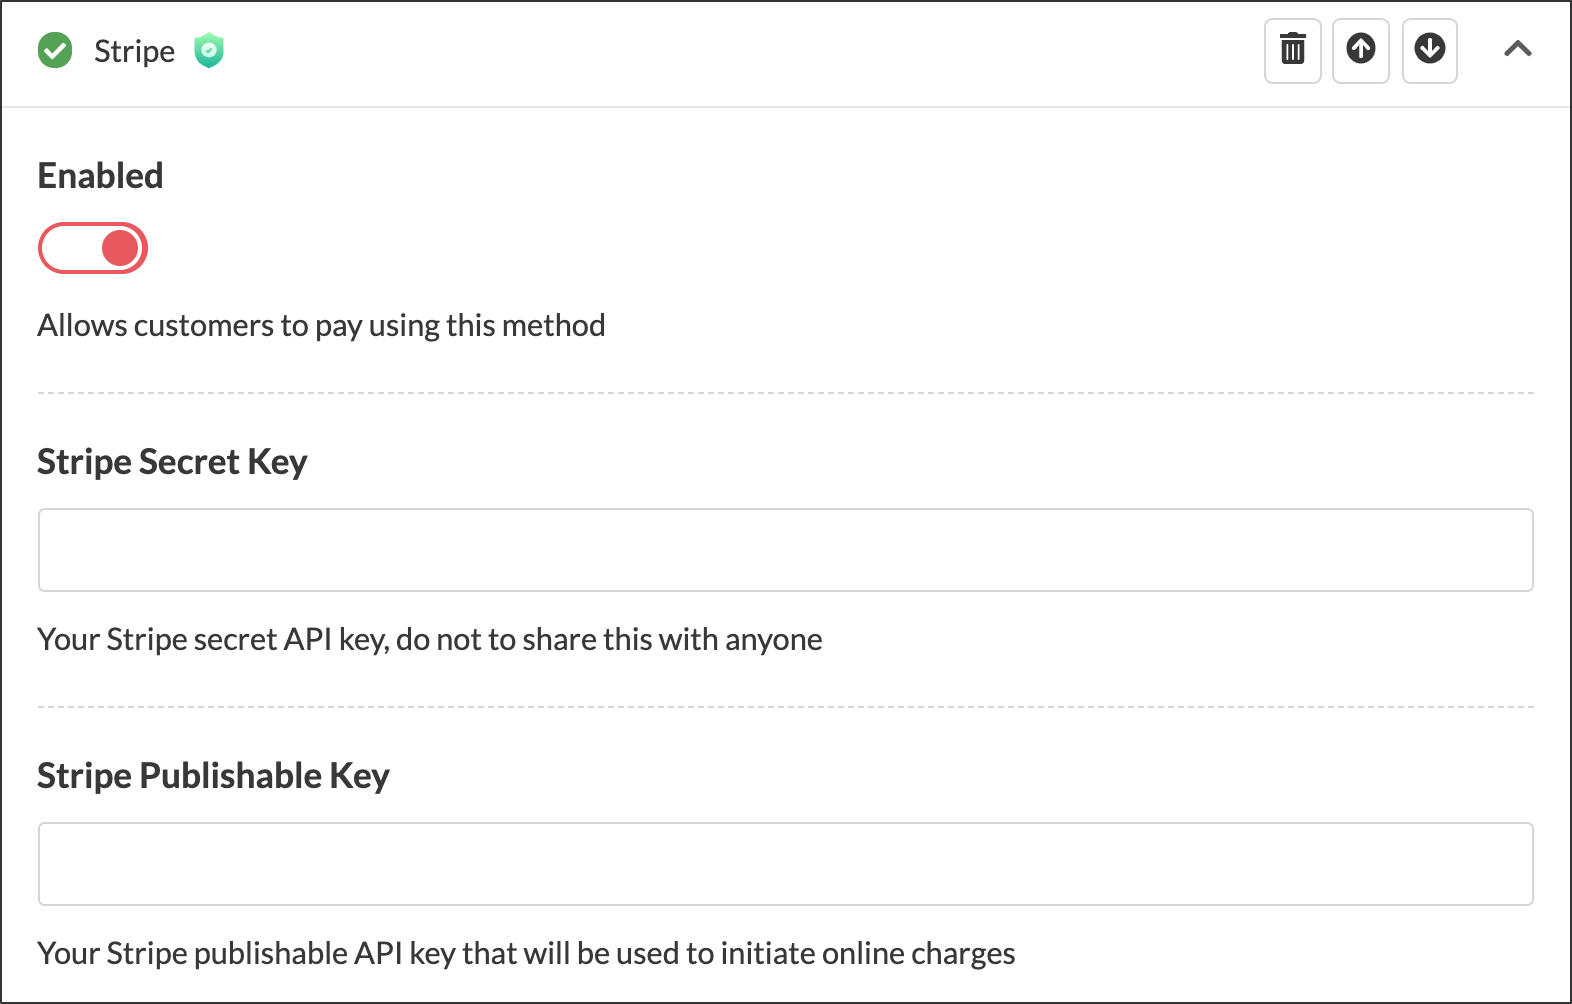 Stripe
Enabled
Allows customers to pay using this method
Stripe Secret Key
Your Stripe secret API key, do not to share this with anyone
Stripe Publishable Key
Your Stripe publishable API key that will be used to initiate online charges